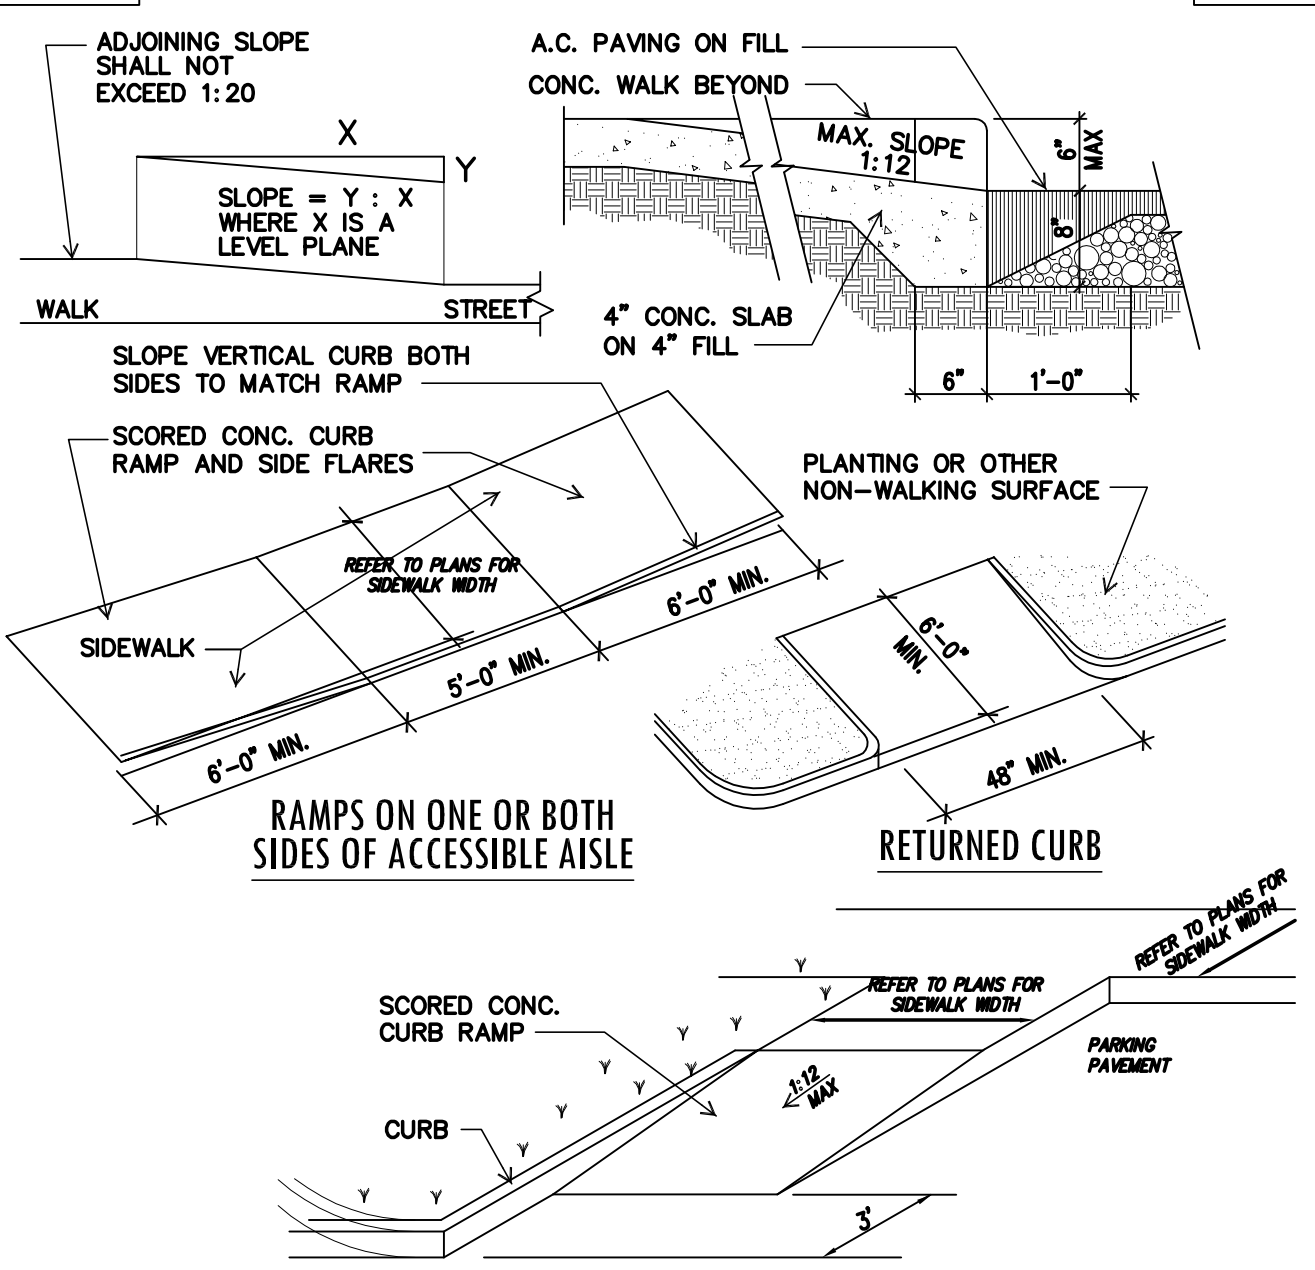 ADJOINING SLOPE
SHALL NOT
EXCEED 1:20
X
Y
SLOPE = Y : X
WHERE X IS A
LEVEL PLANE
WALK
STREET
A.C. PAVING ON FILL
CONC. WALK BEYOND
MAX. SLOPE
1:12
6"
MAX
8"
4" CONC. SLAB
ON 4" FILL
6"
1'-0"
SLOPE VERTICAL CURB BOTH
SIDES TO MATCH RAMP
SCORED CONC. CURB
RAMP AND SIDE FLARES
REFER TO PLANS FOR
SIDEWALK WIDTH
SIDEWALK
6'-0" MIN.
5'-0" MIN.
6'-0" MIN.
RAMPS ON ONE OR BOTH
SIDES OF ACCESSIBLE AISLE
PLANTING OR OTHER
NON-WALKING SURFACE
6'-0"
MIN.
48" MIN.
RETURNED CURB
REFER TO PLANS FOR
SIDEWALK WIDTH
REFER TO PLANS FOR
SIDEWALK WIDTH
SCORED CONC.
CURB RAMP
PARKING
PAVEMENT
1:12
MAX
CURB
3'